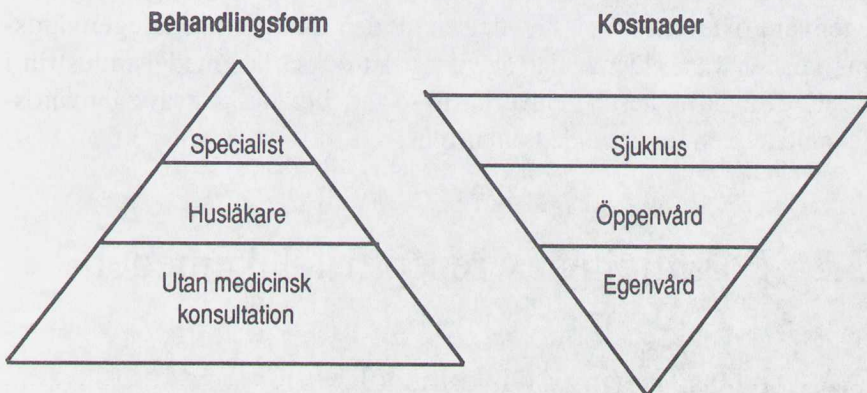 Behandlingsform
Specialist
Husläkare
Utan medicinsk
konsultation
Kostnader
Sjukhus
Öppenvård
Egenvård